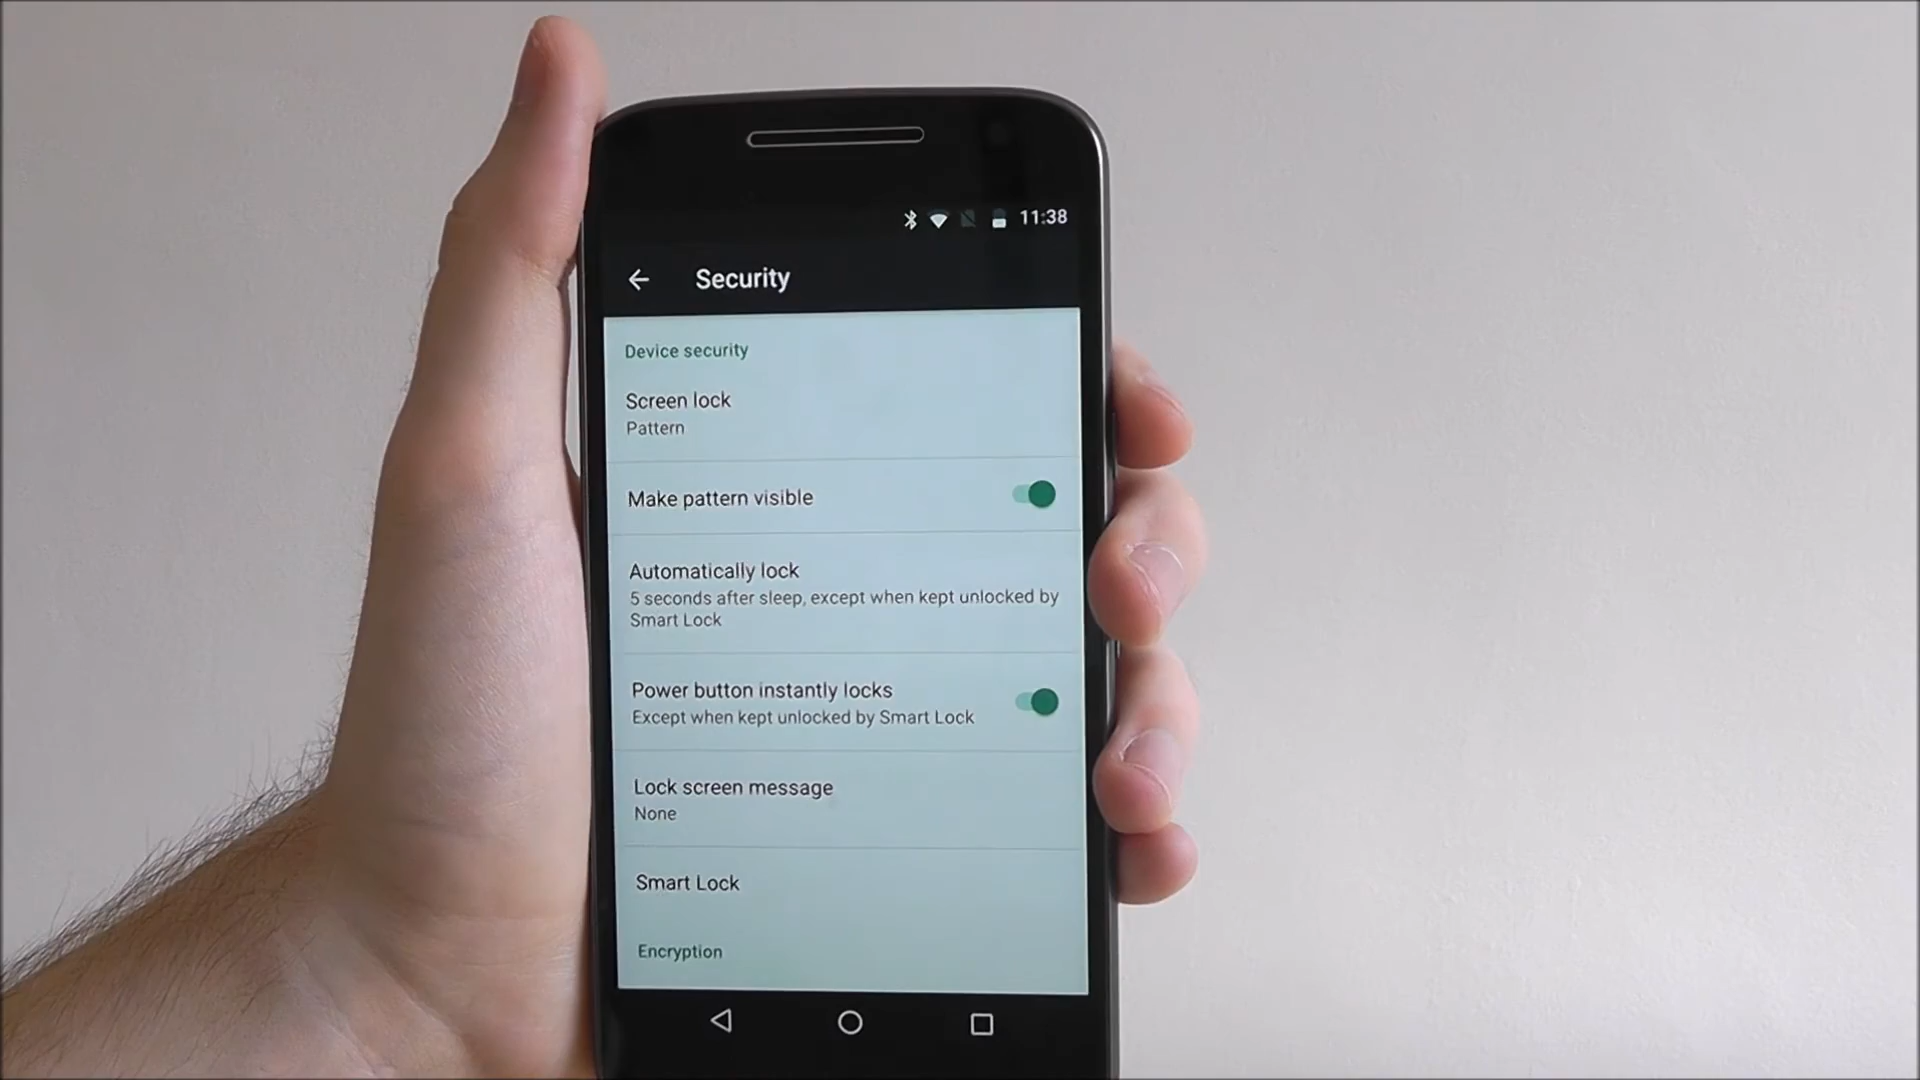 11:38
Security
Device security
Screen lock
Pattern
Make pattern visible
Automatically lock
5 seconds after sleep, except when kept unlocked by
Smart Lock
Power button instantly locks
Except when kept unlocked by Smart Lock
Lock screen message
None
Smart Lock
Encryption